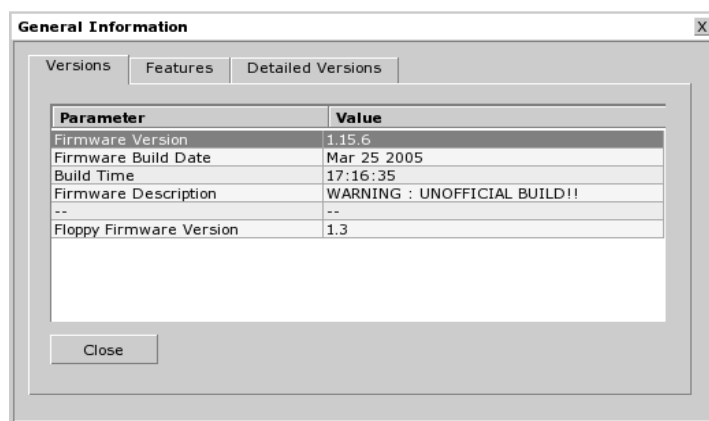 General Information X
Versions Features Detailed Versions
Parameter Value
Firmware Version 1.15.6
Firmware Build Date Mar 25 2005
Build Time 17:16:35
Firmware Description WARNING : UNOFFICIAL BUILD!!
-- --
Floppy Firmware Version 1.3
Close